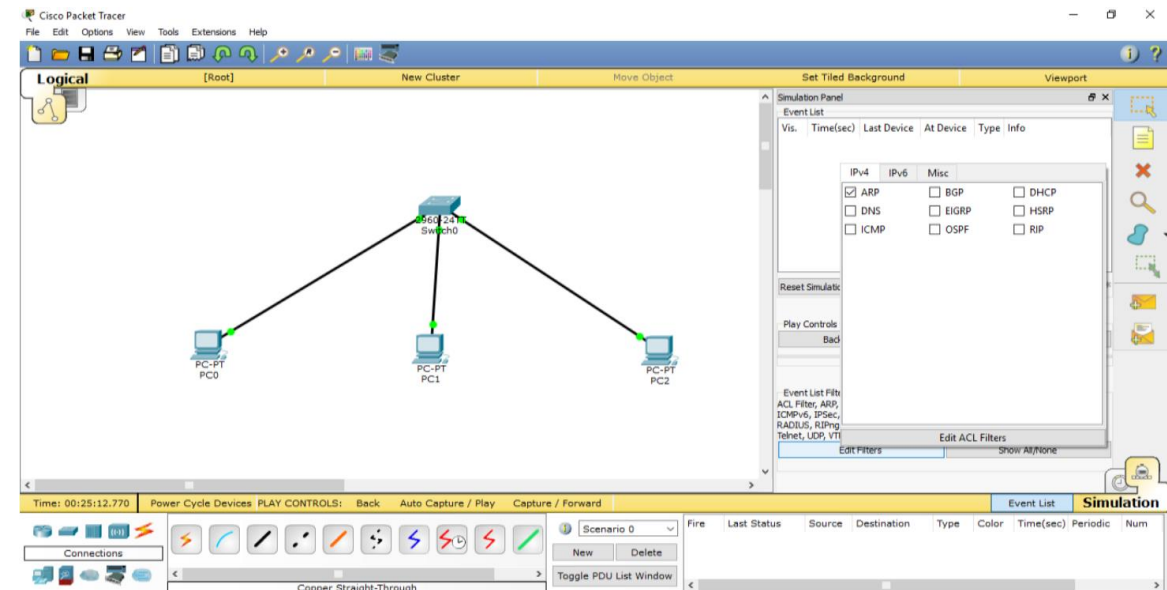 Cisco Packet Tracer
File Edit Options View Tools Extensions Help
Logical [Root] New Cluster Move Object Set Tiled Background Viewport
Simulation Panel
Event List
Vis. Time(sec) Last Device At Device Type Info
IPv4 IPv6 Misc
ARP BGP DHCP
DNS EIGRP HSRP
ICMP OSPF RIP
2960-24TT
Switch0
Reset Simulatio
Play Controls
Back
PC-PT
PC0
PC-PT
PC1
PC-PT
PC2
Event List Filte
ACL Filter, ARP,
ICMPv6, IPSec,
RADIUS, RIPng
Telnet, UDP, VT
Edit ACL Filters
Edit Filters Show All/None
Time: 00:25:12.770 Power Cycle Devices PLAY CONTROLS: Back Auto Capture / Play Capture / Forward Event List Simulation
Connections
Copper Straight-Through
Scenario 0
New Delete
Toggle PDU List Window
Fire Last Status Source Destination Type Color Time(sec) Periodic Num